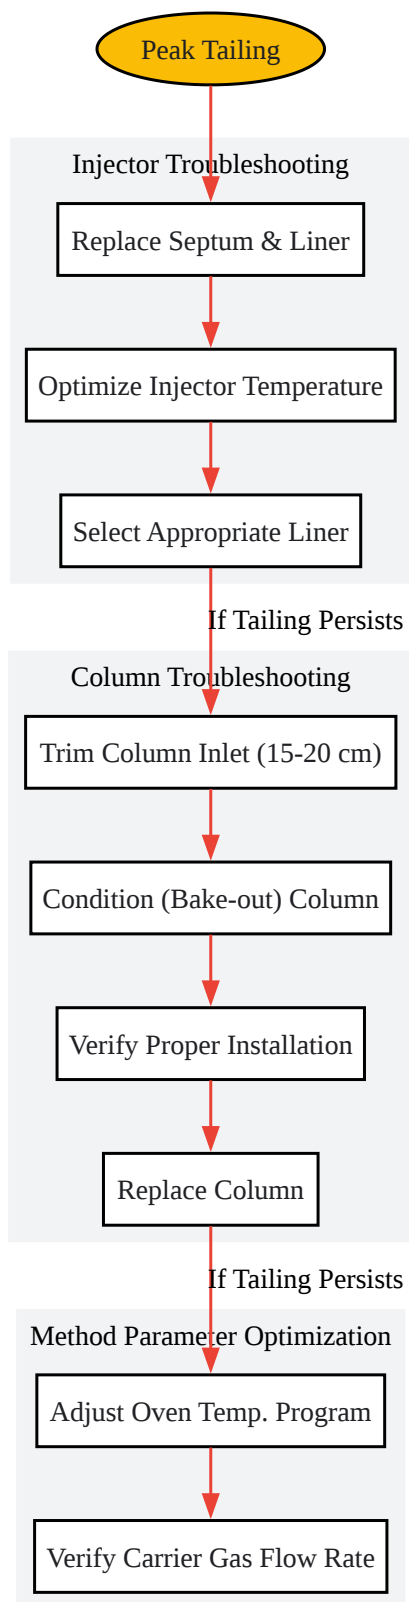 Peak Tailing
Injector Troubleshooting
Replace Septum & Liner
Optimize Injector Temperature
Select Appropriate Liner
If Tailing Persists
Column Troubleshooting
Trim Column Inlet (15-20 cm)
Condition (Bake-out) Column
Verify Proper Installation
Replace Column
If Tailing Persists
Method Parameter Optimization
Adjust Oven Temp. Program
Verify Carrier Gas Flow Rate